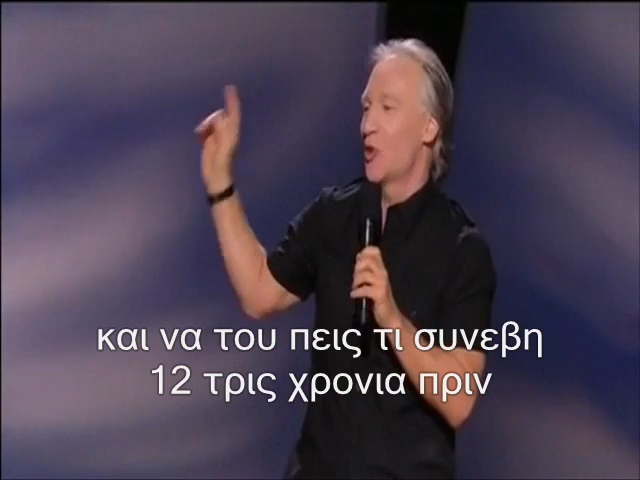 και να του πεις τι συνεβη
12 τρις χρονια πριν